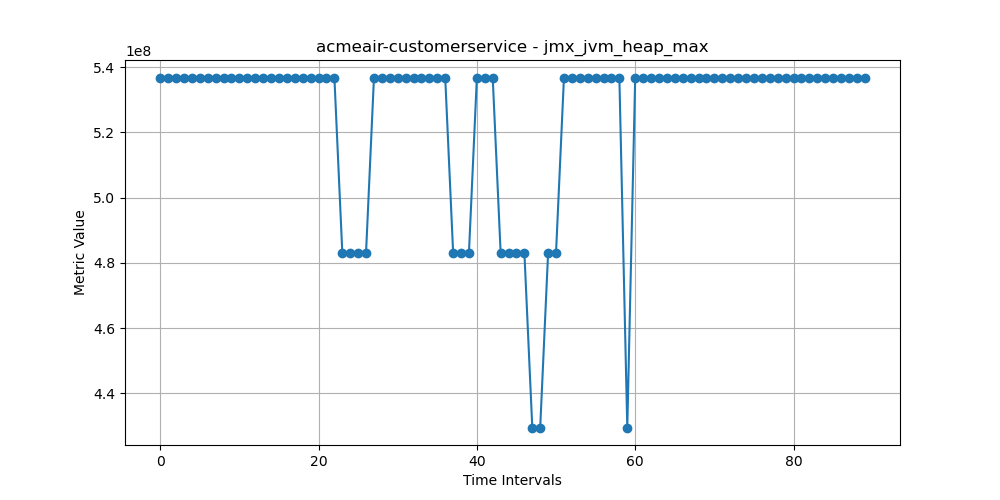 acmeair-customerservice - jmx_jvm_heap_max
1e8
5.4
5.2
5.0
4.8
4.6
4.4
Metric Value
0 20 40 60 80
Time Intervals